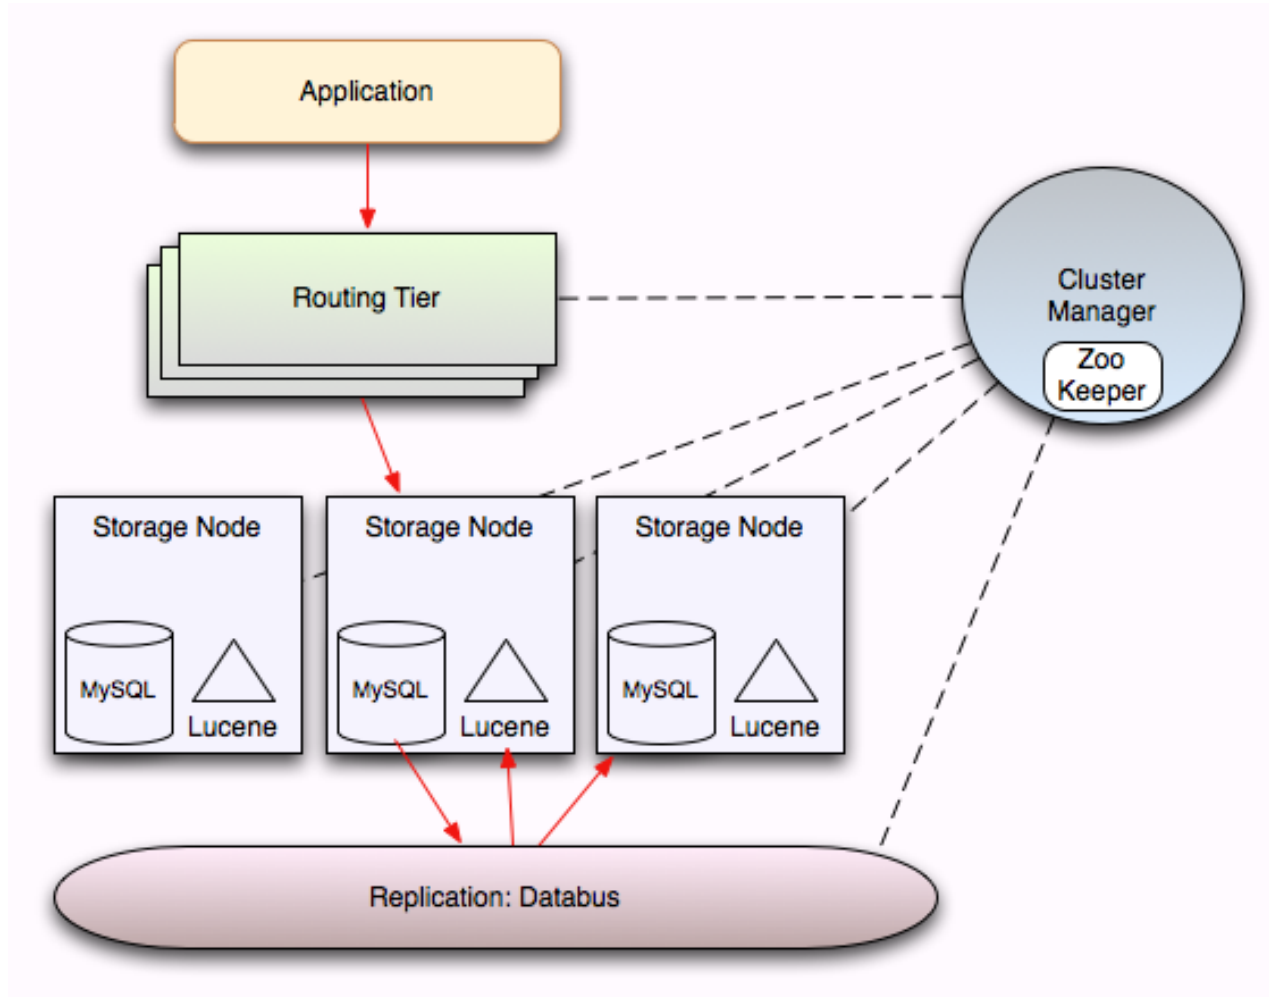 Application
Routing Tier
Cluster
Manager
Zoo
Keeper
Storage Node
MySQL
Lucene
Storage Node
MySQL
Lucene
Storage Node
MySQL
Lucene
Replication: Databus